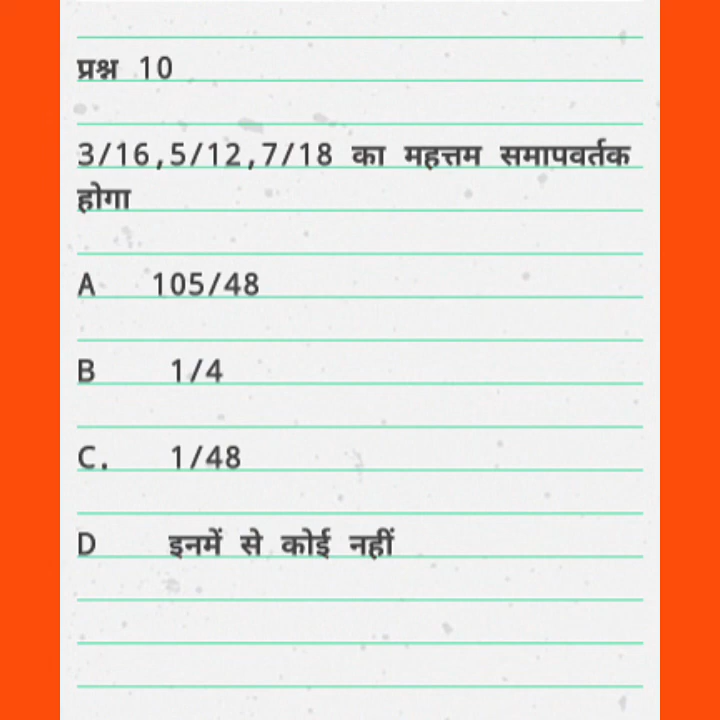 प्रश्न 10
3/16,5/12,7/18 का महत्तम समापवर्तक
होगा
A 105/48
B 1/4
C. 1/48
D इनमें से कोई नहीं